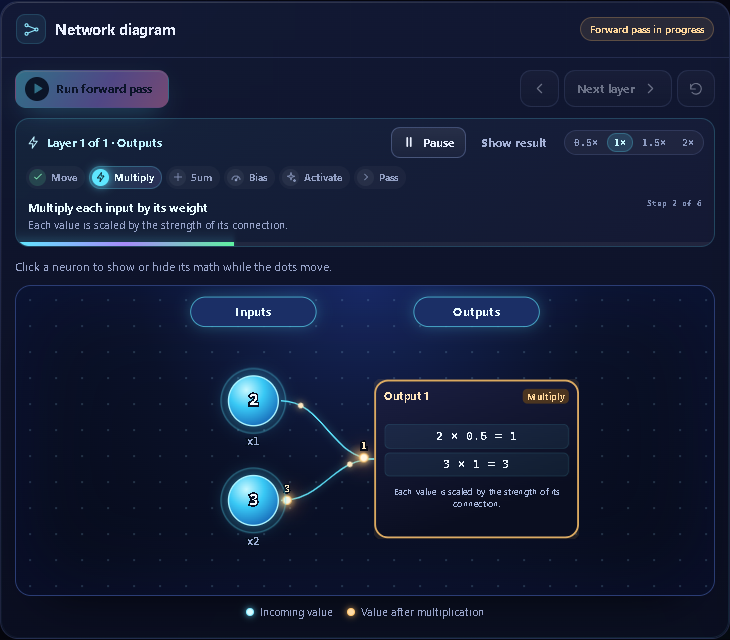 Network diagram
Forward pass in progress
Run forward pass
Next layer
Layer 1 of 1 · Outputs
Pause
Show result
0.5×
1×
1.5×
2×
Move
Multiply
Sum
Bias
Activate
Pass
Multiply each input by its weight
Step 2 of 6
Each value is scaled by the strength of its connection.
Click a neuron to show or hide its math while the dots move.
Inputs
Outputs
2
x1
3
x2
3
1
Output 1
Multiply
2 × 0.5 = 1
3 × 1 = 3
Each value is scaled by the strength of its
connection.
Incoming value
Value after multiplication